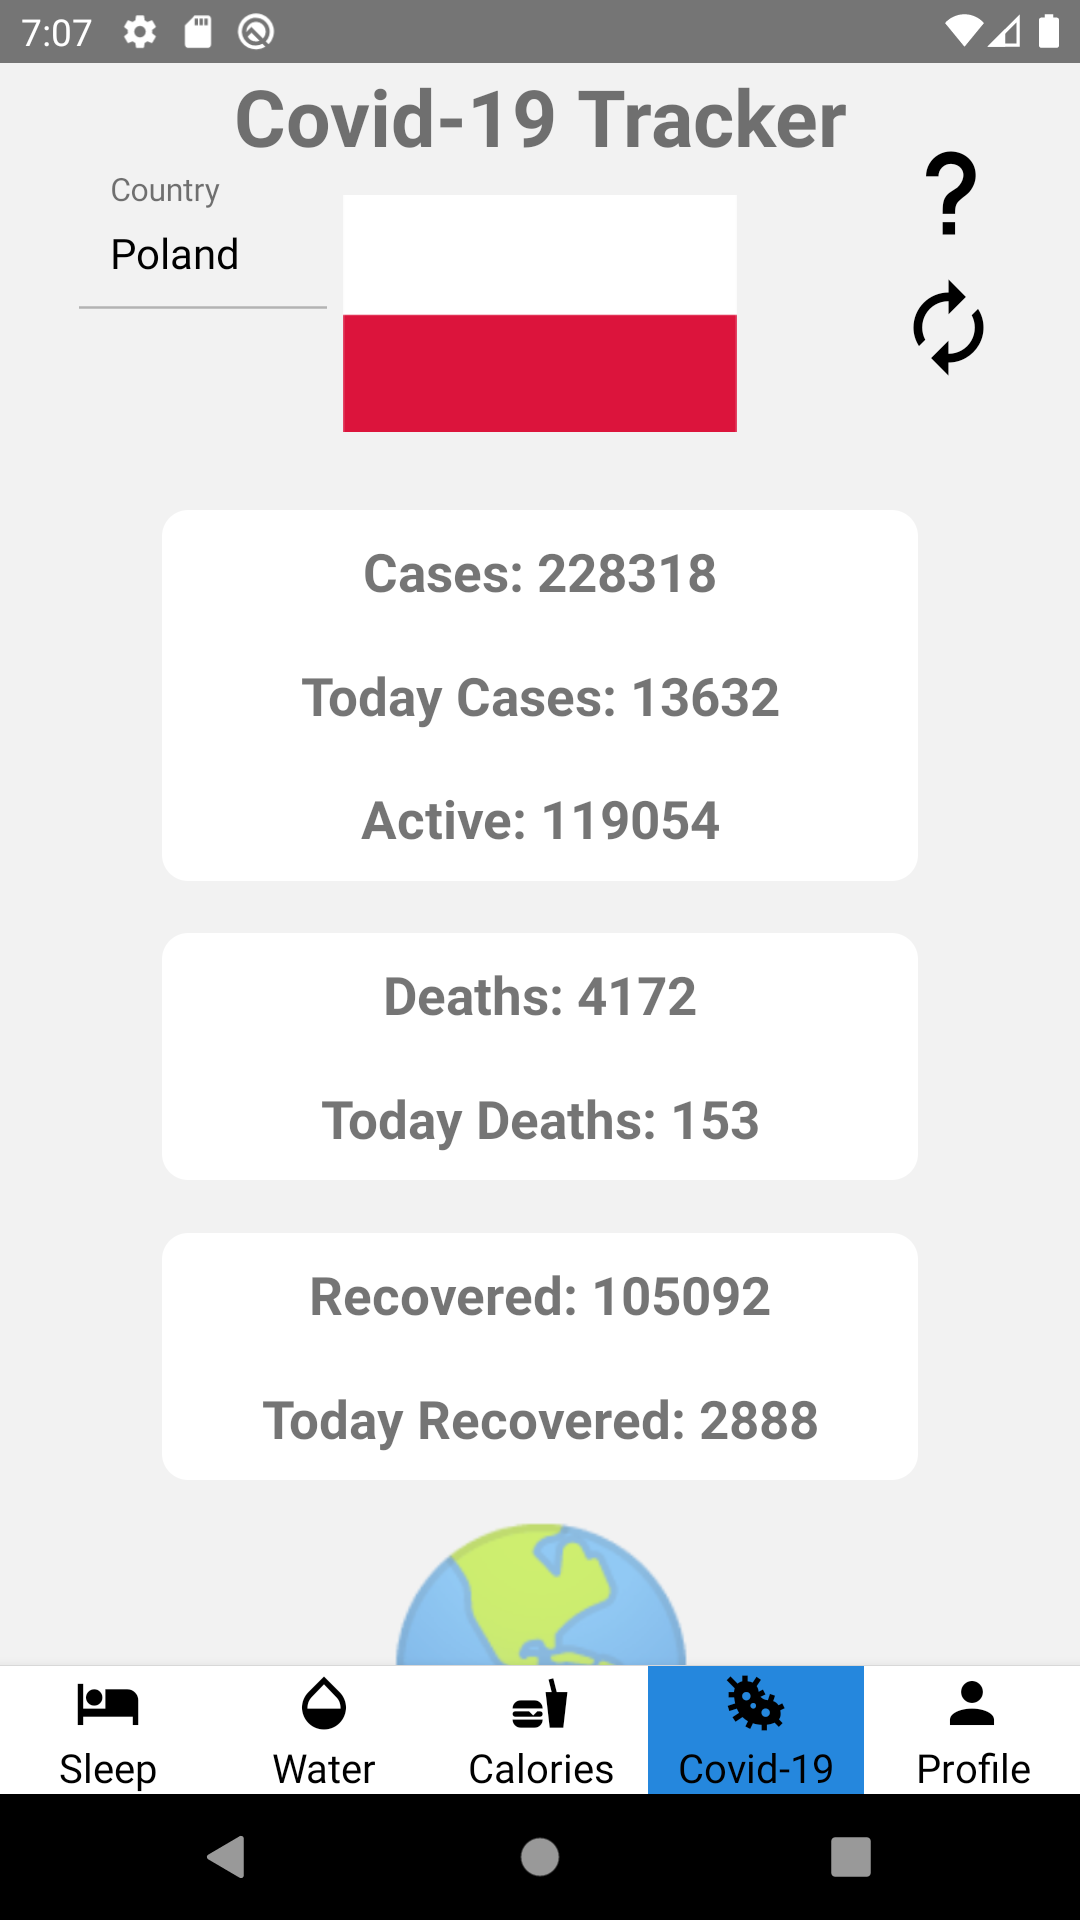 7:07
Covid-19 Tracker
Country
?
Poland
Cases: 228318
Today Cases: 13632
Active: 119054
Deaths: 4172
Today Deaths: 153
Recovered: 105092
Today Recovered: 2888
Sleep Water Calories Covid-19 Profile